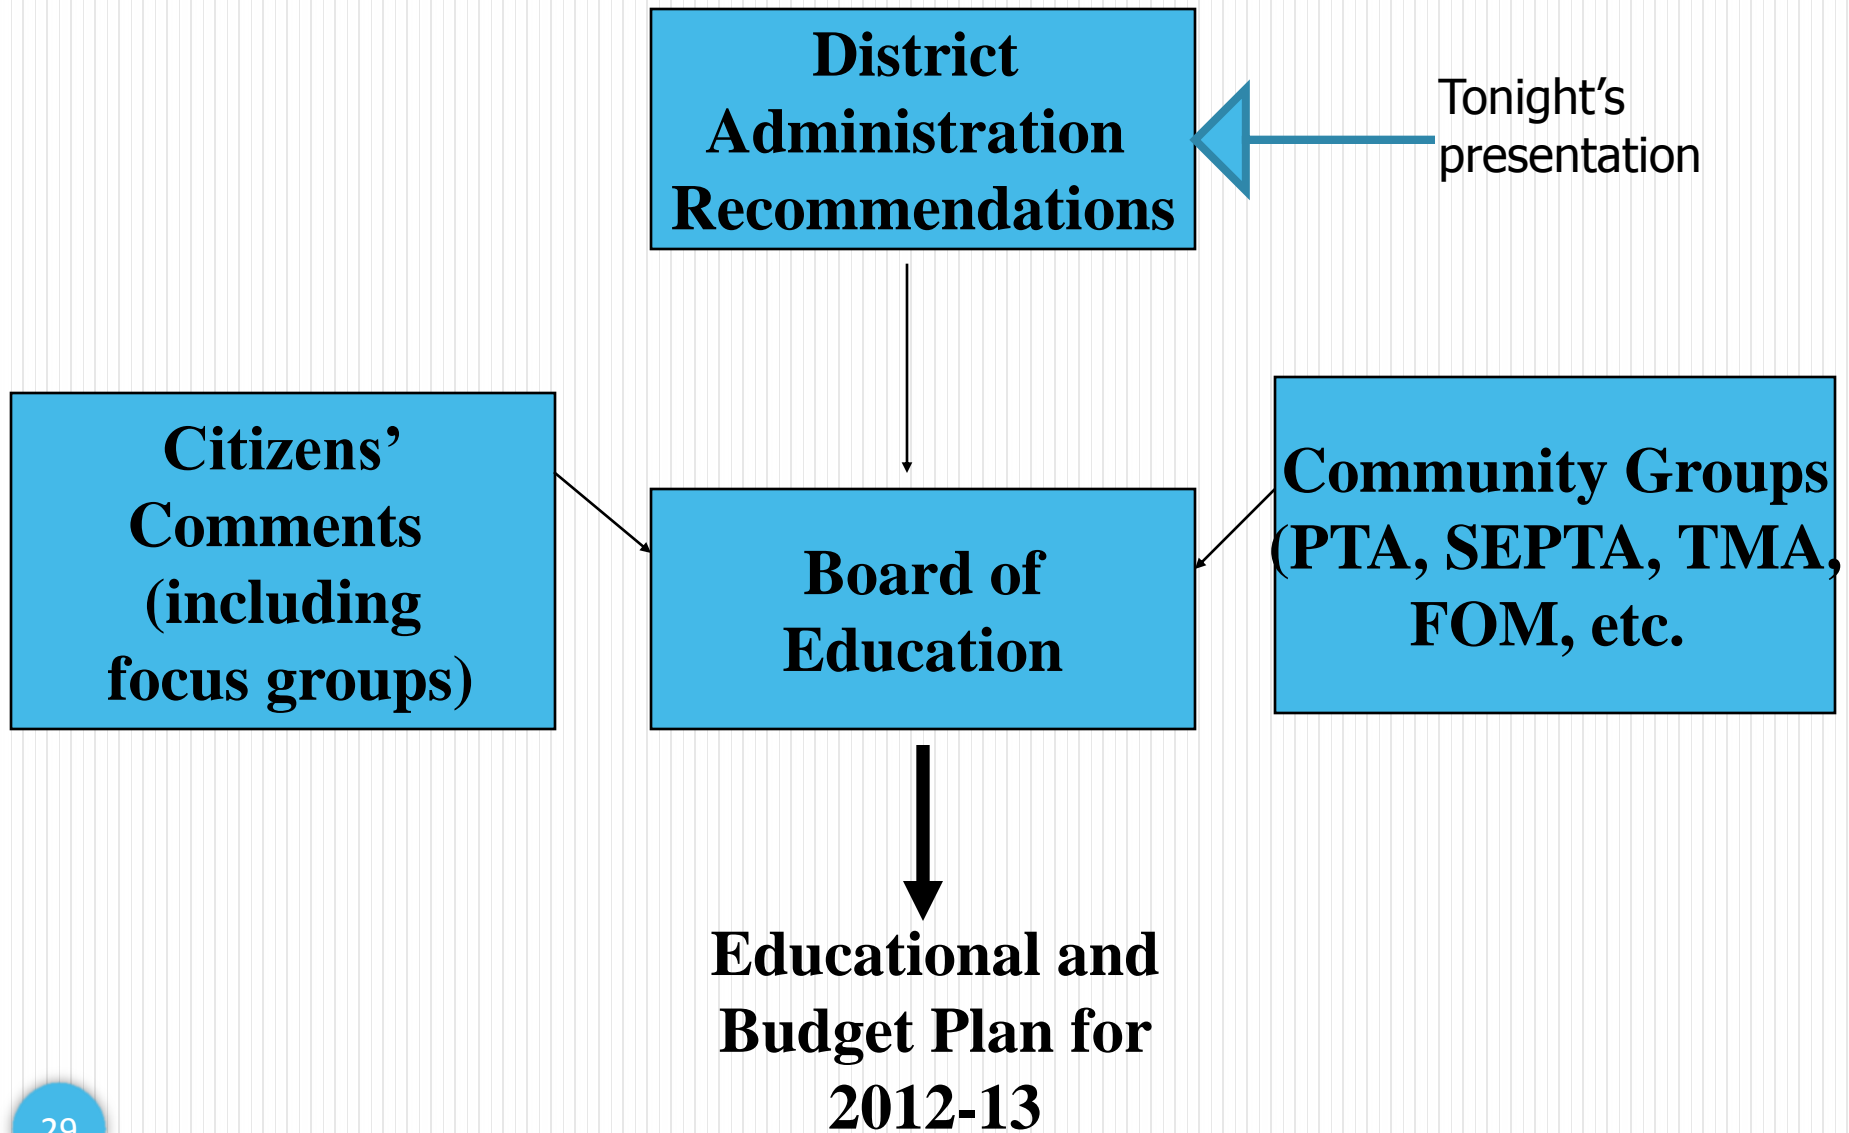 District
Administration
Recommendations
Tonight’s
presentation
Citizens’
Comments
(including
focus groups)
Board of
Education
Community Groups
(PTA, SEPTA, TMA,
FOM, etc.
Educational and
Budget Plan for
2012-13
29